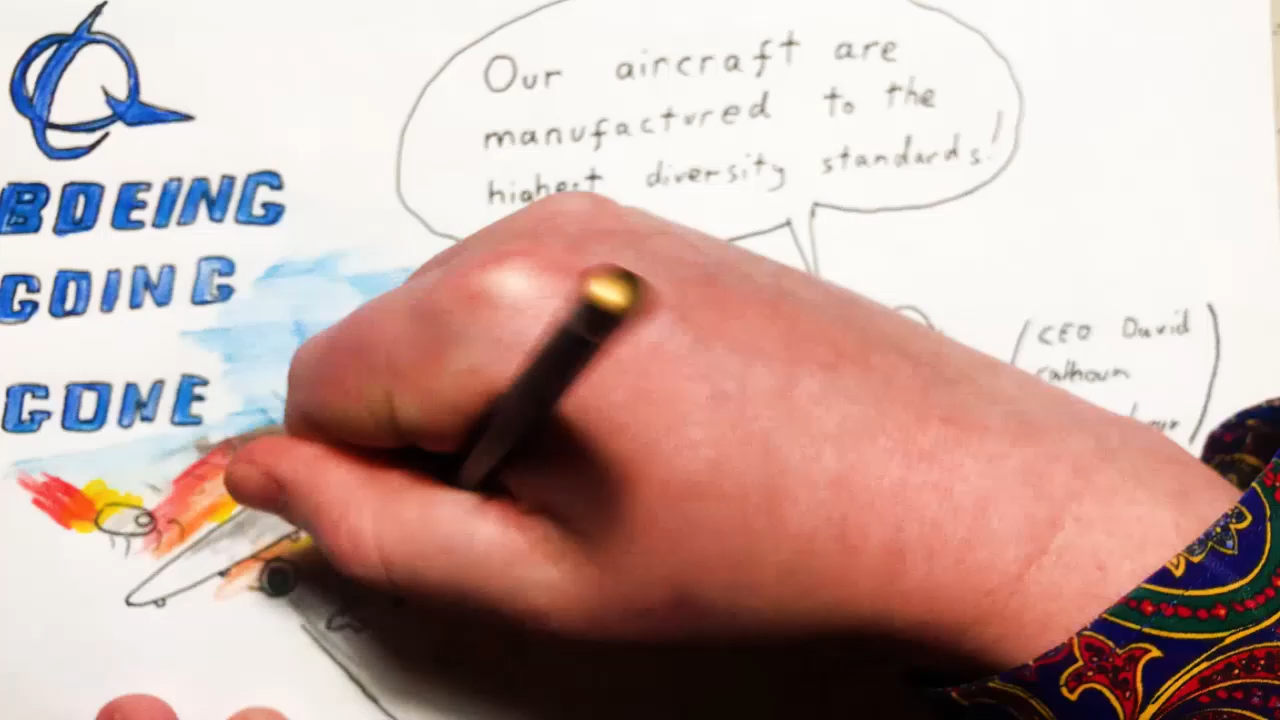 Our aircraft are
manufactured to the
highest diversity standards!
BOEING
GOING
GONE
(CEO David
Calhoun